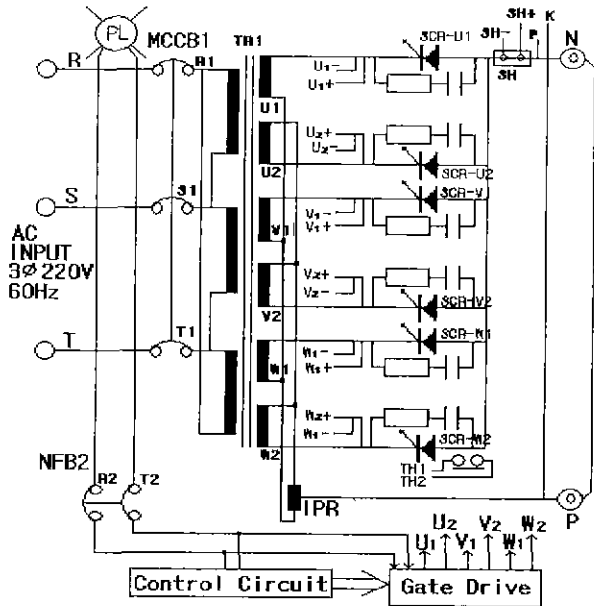 PL
MCCB1
TR1
SCR-U1
SH-
SH+
K
P
N
R
R1
U1-
U1+
SH
U1
U2+
U2-
U2
SCR-U2
SCR-V
S
S1
V1-
V1+
V1
AC
INPUT
3Ø 220V
60Hz
V2+
V2-
V2
SCR-V2
SCR-W1
T
T1
W1-
W1+
W1
W2+
W1-
W2
SCR-W2
TH1
TH2
NFB2
R2
T2
IPR
P
U1
U2
V1
V2
W1
W2
Control Circuit
Gate Drive